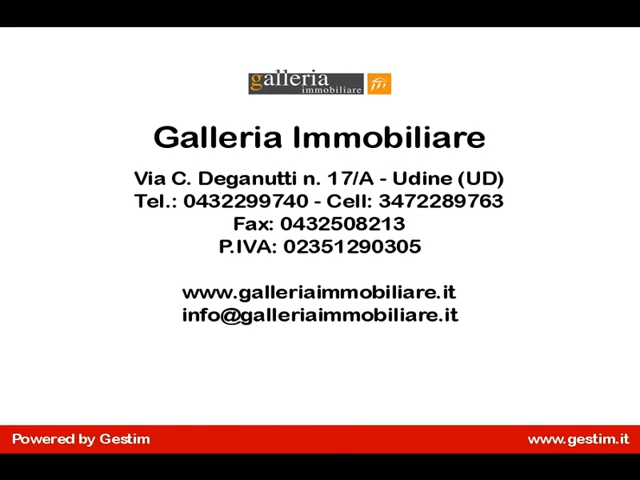 galleria
immobiliare
Galleria Immobiliare
Via C. Deganutti n. 17/A - Udine (UD)
Tel.: 0432299740 - Cell: 3472289763
Fax: 0432508213
P.IVA: 02351290305
www.galleriaimmobiliare.it
info@galleriaimmobiliare.it
Powered by Gestim
www.gestim.it